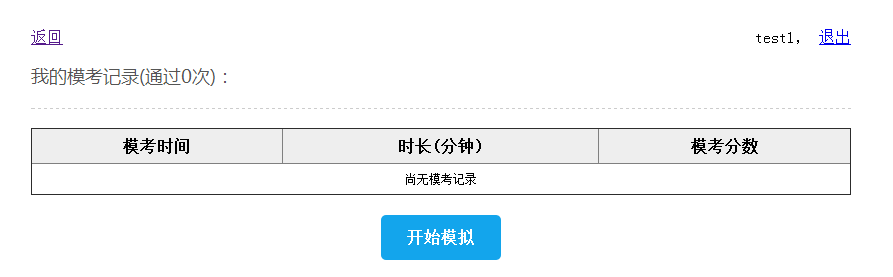 返回 test1， 退出
我的模考记录(通过0次)：
模考时间 时长(分钟) 模考分数
尚无模考记录
开始模拟